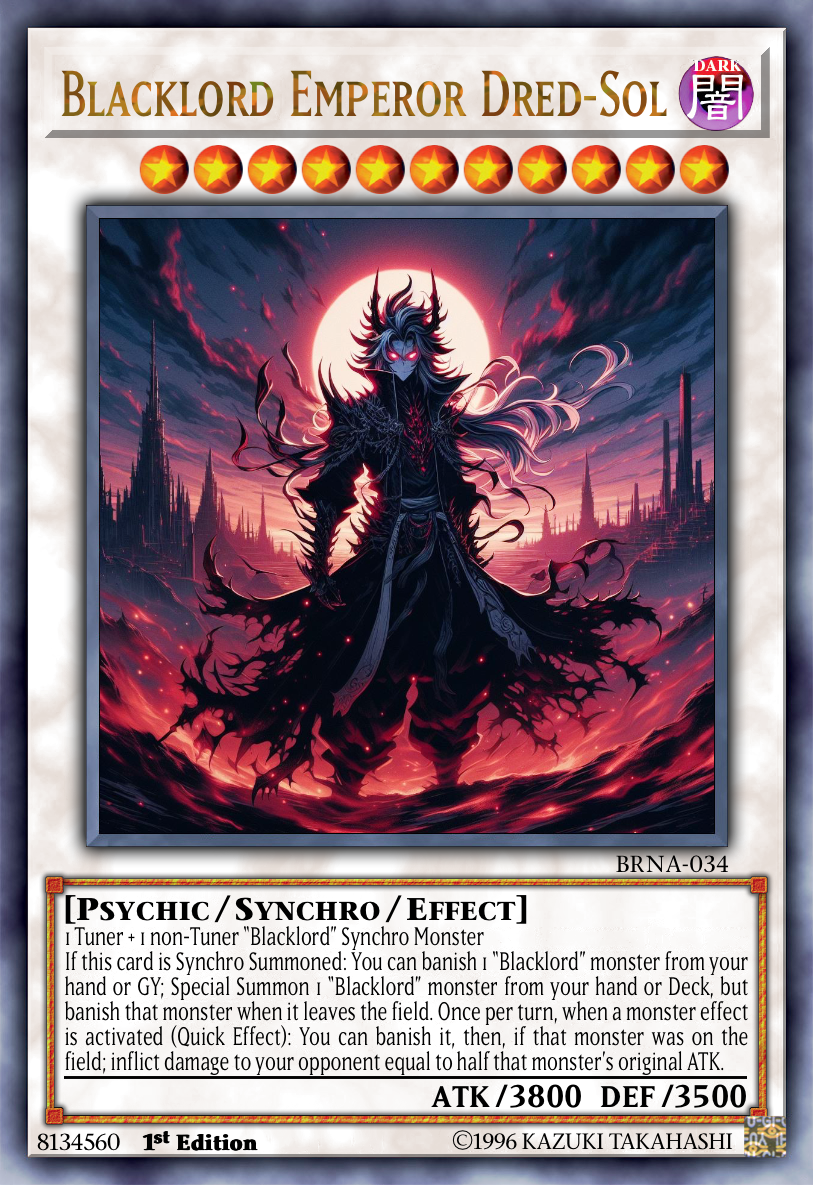 Blacklord Emperor Dred-Sol
DARK
闇
BRNA-034
[Psychic / Synchro / Effect]
1 Tuner + 1 non-Tuner "Blacklord" Synchro Monster
If this card is Synchro Summoned: You can banish 1 "Blacklord" monster from your
hand or GY; Special Summon 1 "Blacklord" monster from your hand or Deck, but
banish that monster when it leaves the field. Once per turn, when a monster effect
is activated (Quick Effect): You can banish it, then, if that monster was on the
field; inflict damage to your opponent equal to half that monster's original ATK.
ATK /3800 DEF /3500
8134560 1st Edition ©1996 KAZUKI TAKAHASHI